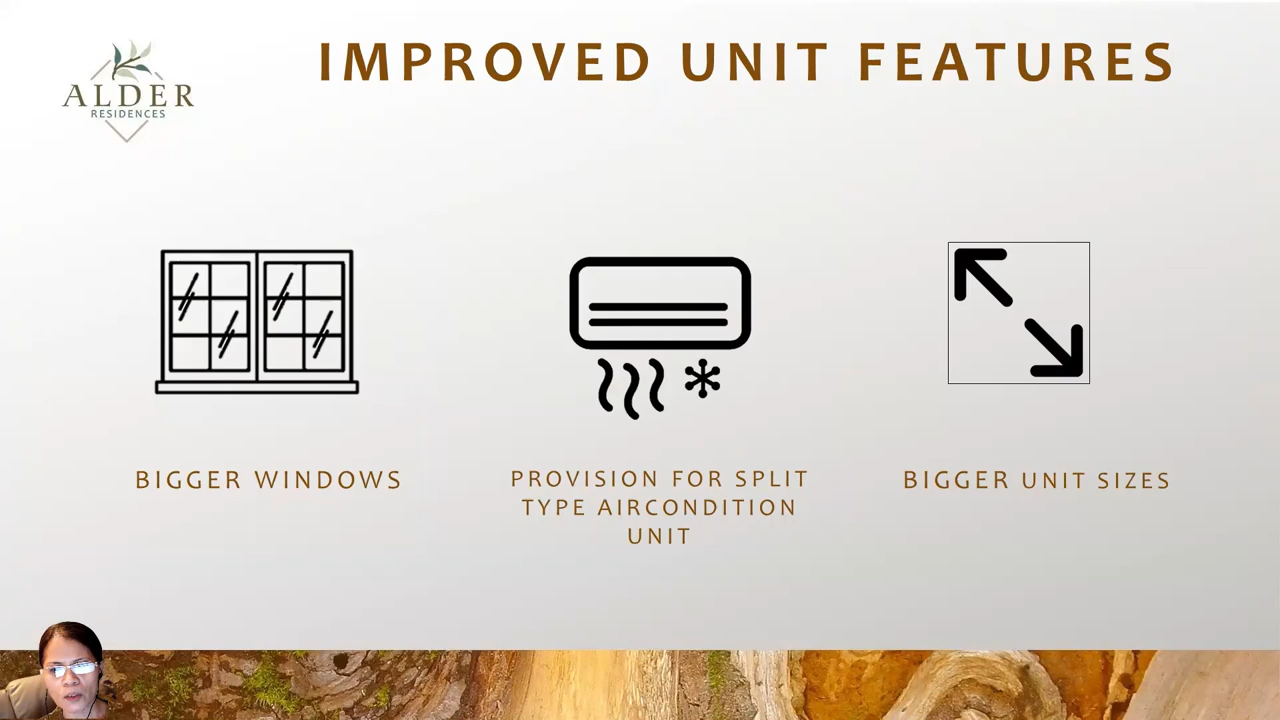 IMPROVED UNIT FEATURES
ALDER
RESIDENCES
BIGGER WINDOWS
PROVISION FOR SPLIT
TYPE AIRCONDITION
UNIT
BIGGER UNIT SIZES